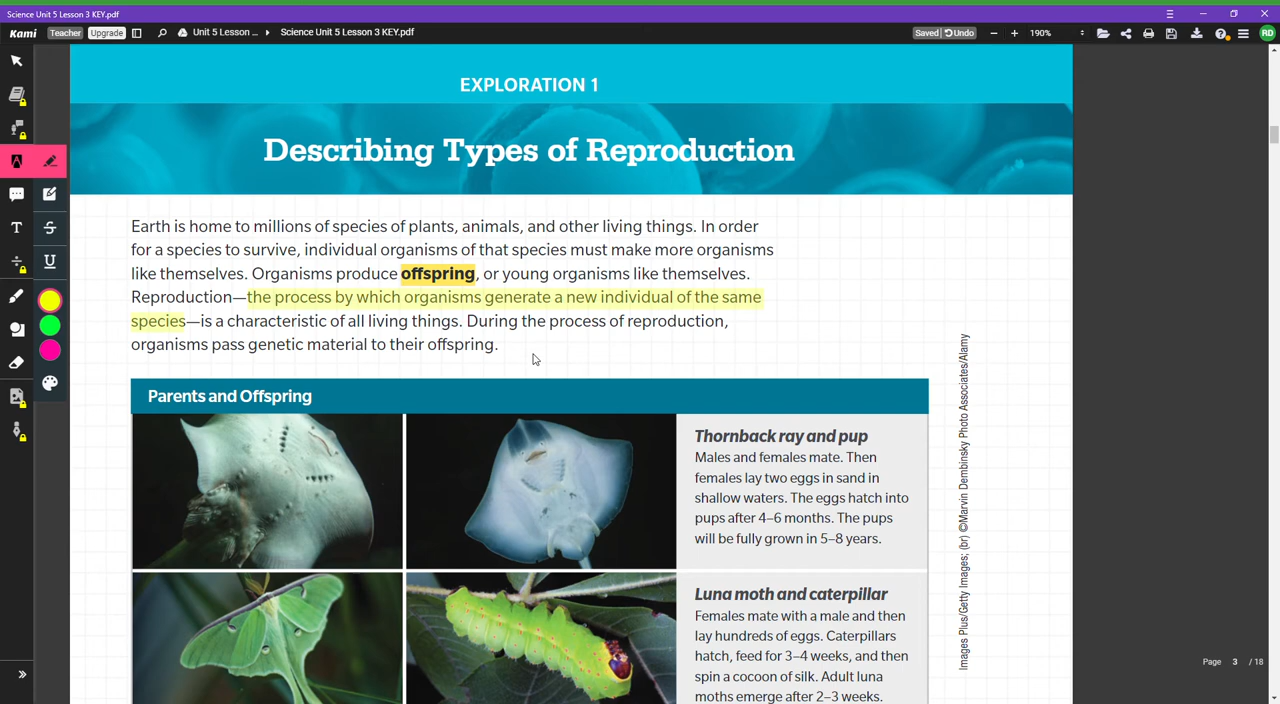 Science Unit 5 Lesson 3 KEY.pdf
Kami Teacher Upgrade Unit 5 Lesson ... Science Unit 5 Lesson 3 KEY.pdf Saved Undo 190% RD
EXPLORATION 1
Describing Types of Reproduction
Earth is home to millions of species of plants, animals, and other living things. In order
for a species to survive, individual organisms of that species must make more organisms
like themselves. Organisms produce offspring, or young organisms like themselves.
Reproduction—the process by which organisms generate a new individual of the same
species—is a characteristic of all living things. During the process of reproduction,
organisms pass genetic material to their offspring.
Parents and Offspring
Thornback ray and pup
Males and females mate. Then
females lay two eggs in sand in
shallow waters. The eggs hatch into
pups after 4–6 months. The pups
will be fully grown in 5–8 years.
Luna moth and caterpillar
Females mate with a male and then
lay hundreds of eggs. Caterpillars
hatch, feed for 3–4 weeks, and then
spin a cocoon of silk. Adult luna
moths emerge after 2–3 weeks.
Images Plus/Getty Images; (br) ©Marvin Dembinsky Photo Associates/Alamy
Page 3 / 18